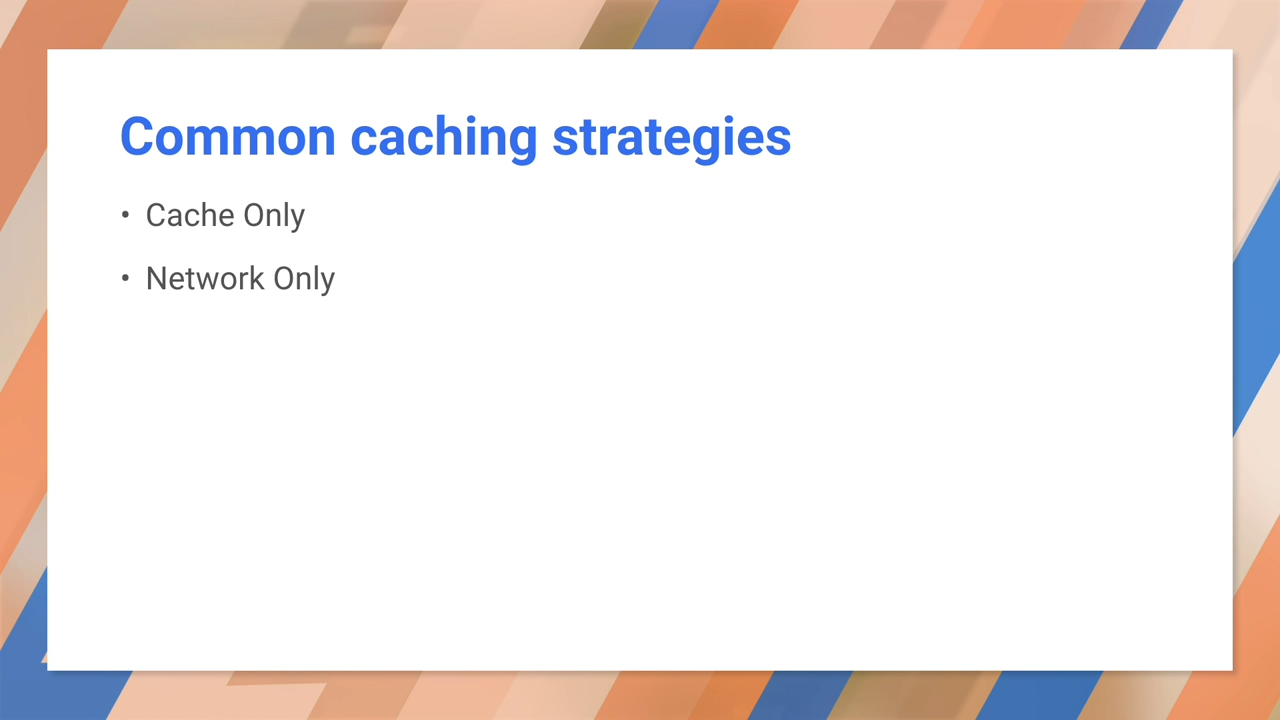 Common caching strategies
• Cache Only
• Network Only